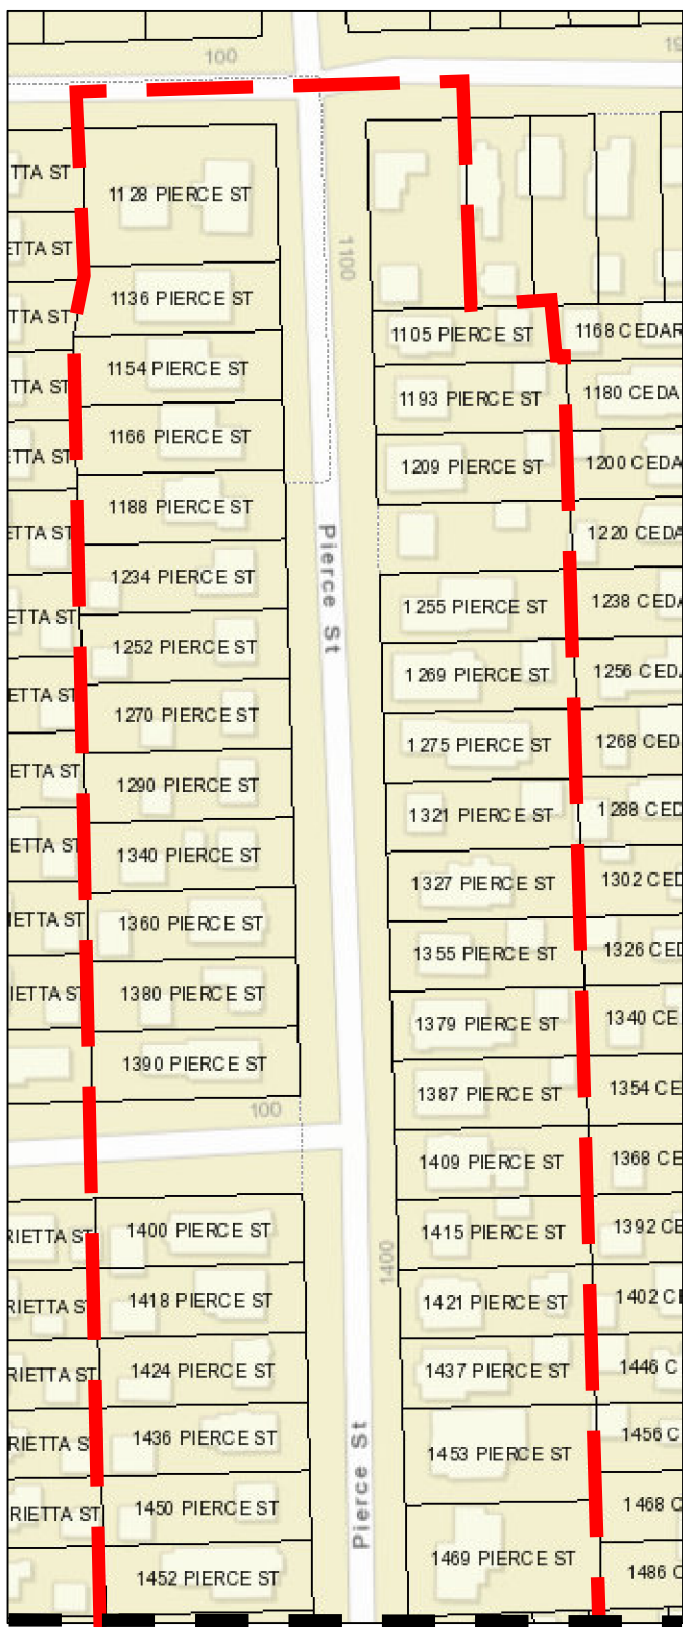 100
19
TTA ST
1128 PIERCE ST
ETTA ST
1100
TTA ST
1136 PIERCE ST
1105 PIERCE ST
1168 CEDAR
TTA ST
1154 PIERCE ST
1193 PIERCE ST
1180 CEDA
ETTA ST
1166 PIERCE ST
1209 PIERCE ST
1200 CEDA
ETTA ST
1188 PIERCE ST
Pierce St
1220 CEDA
1234 PIERCE ST
ETTA ST
1255 PIERCE ST
1238 CED
1252 PIERCE ST
1269 PIERCE ST
1256 CED
ETTA ST
1270 PIERCE ST
1275 PIERCE ST
1268 CED
ETTA ST
1290 PIERCE ST
1321 PIERCE ST
1288 CED
ETTA ST
1340 PIERCE ST
1327 PIERCE ST
1302 CED
IETTA ST
1360 PIERCE ST
1355 PIERCE ST
1326 CED
IETTA ST
1380 PIERCE ST
1379 PIERCE ST
1340 CE
1390 PIERCE ST
1387 PIERCE ST
1354 CE
100
1409 PIERCE ST
1368 CE
RIETTA ST
1400 PIERCE ST
1415 PIERCE ST
1392 CE
1400
RIETTA ST
1418 PIERCE ST
1421 PIERCE ST
1402 CE
RIETTA ST
1424 PIERCE ST
1437 PIERCE ST
1446 C
RIETTA S
1436 PIERCE ST
1453 PIERCE ST
1456 C
Pierce St
RIETTA ST
1450 PIERCE ST
1468 C
1452 PIERCE ST
1469 PIERCE ST
1486 C